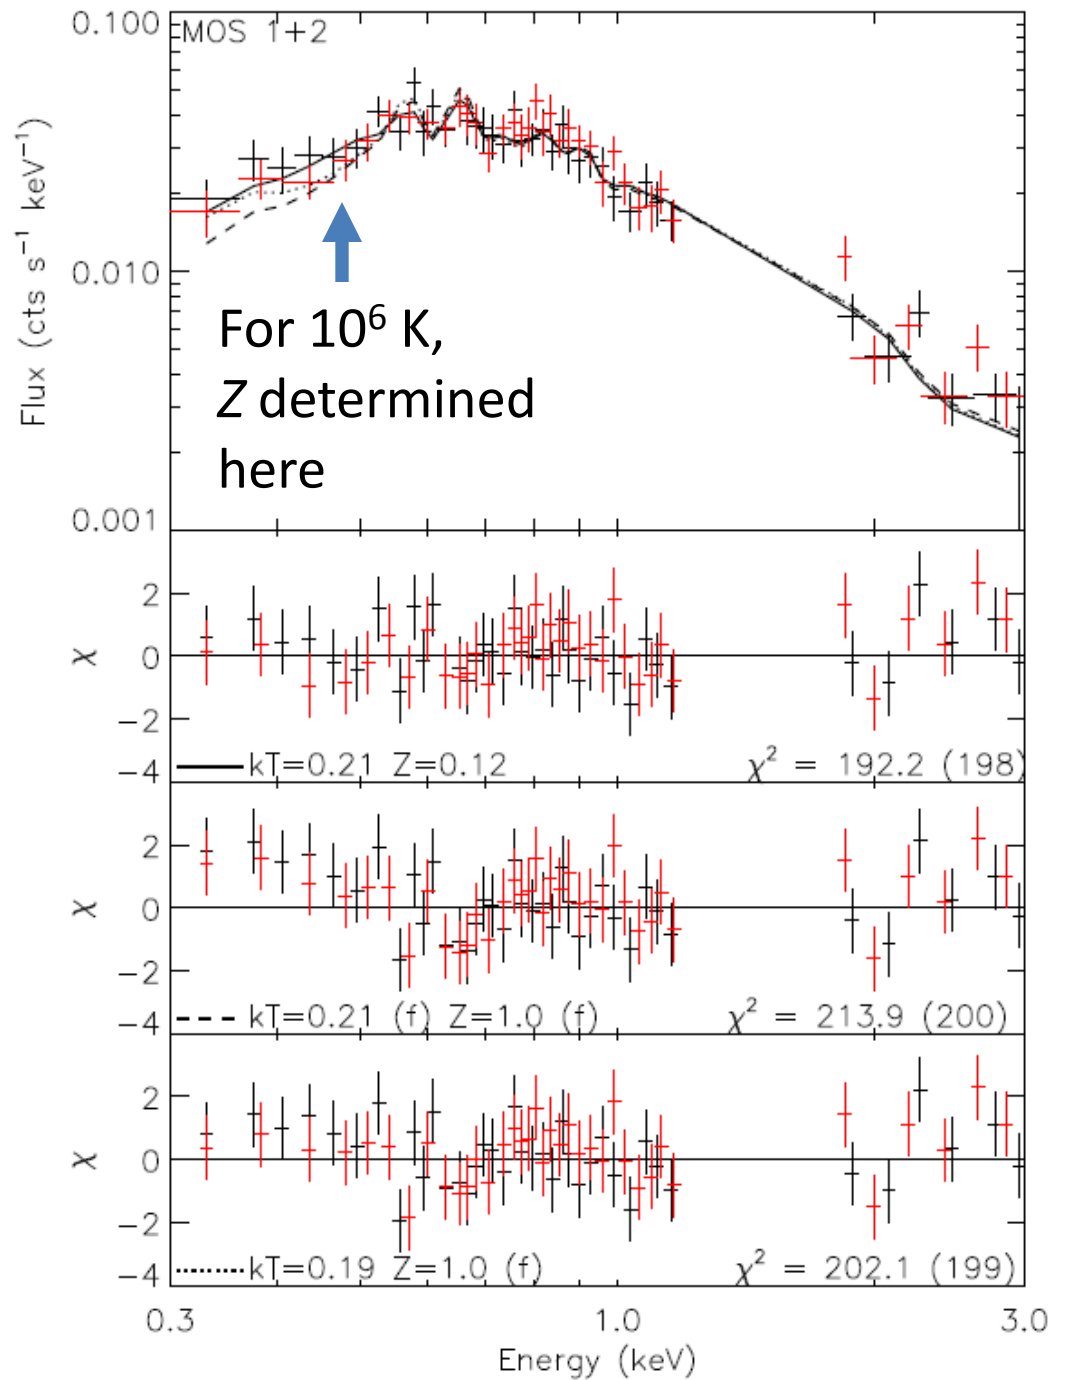 0.100
MOS 1+2
Flux (cts s⁻¹ keV⁻¹)
0.010
For 10⁶ K,
Z determined
here
0.001
2
χ
0
−2
−4
kT=0.21 Z=0.12
χ² = 192.2 (198)
2
χ
0
−2
−4
kT=0.21 (f) Z=1.0 (f)
χ² = 213.9 (200)
2
χ
0
−2
−4
kT=0.19 Z=1.0 (f)
χ² = 202.1 (199)
0.3
1.0
3.0
Energy (keV)